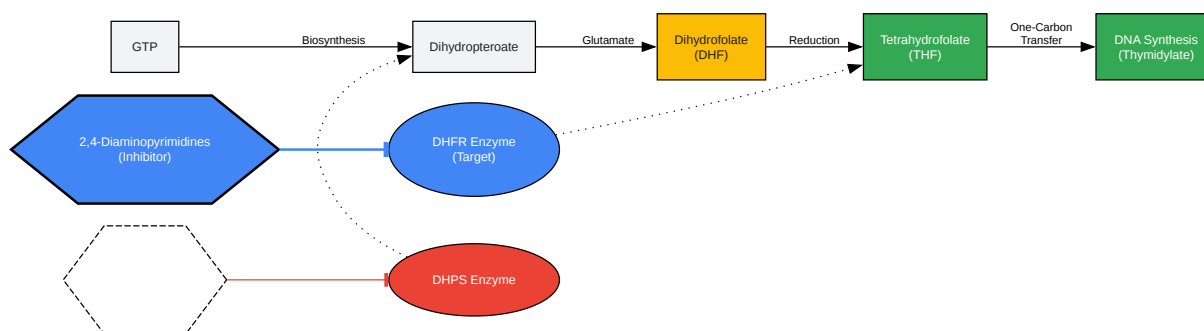 GTP
Biosynthesis
Dihydropteroate
Glutamate
Dihydrofolate
(DHF)
Reduction
Tetrahydrofolate
(THF)
One-Carbon
Transfer
DNA Synthesis
(Thymidylate)
2,4-Diaminopyrimidines
(Inhibitor)
DHFR Enzyme
(Target)
DHPS Enzyme